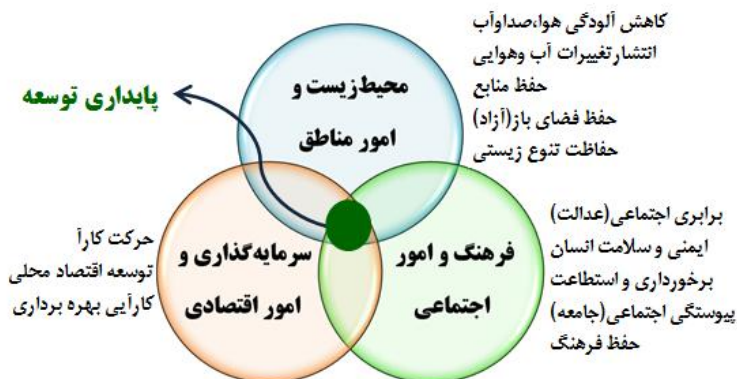 کاهش آلودگی هوا،صداوآب
انتشارتغییرات آب وهوایی
حفظ منابع
حفظ فضای باز(آزاد)
حفاظت تنوع زیستی
محیط‌زیست و
امور مناطق
پایداری توسعه
برابری اجتماعی(عدالت)
ایمنی و سلامت انسان
برخورداری و استطاعت
پیوستگی اجتماعی(جامعه)
حفظ فرهنگ
فرهنگ و امور
اجتماعی
سرمایه‌گذاری و
امور اقتصادی
حرکت کارآ
توسعه اقتصاد محلی
کارآیی بهره برداری